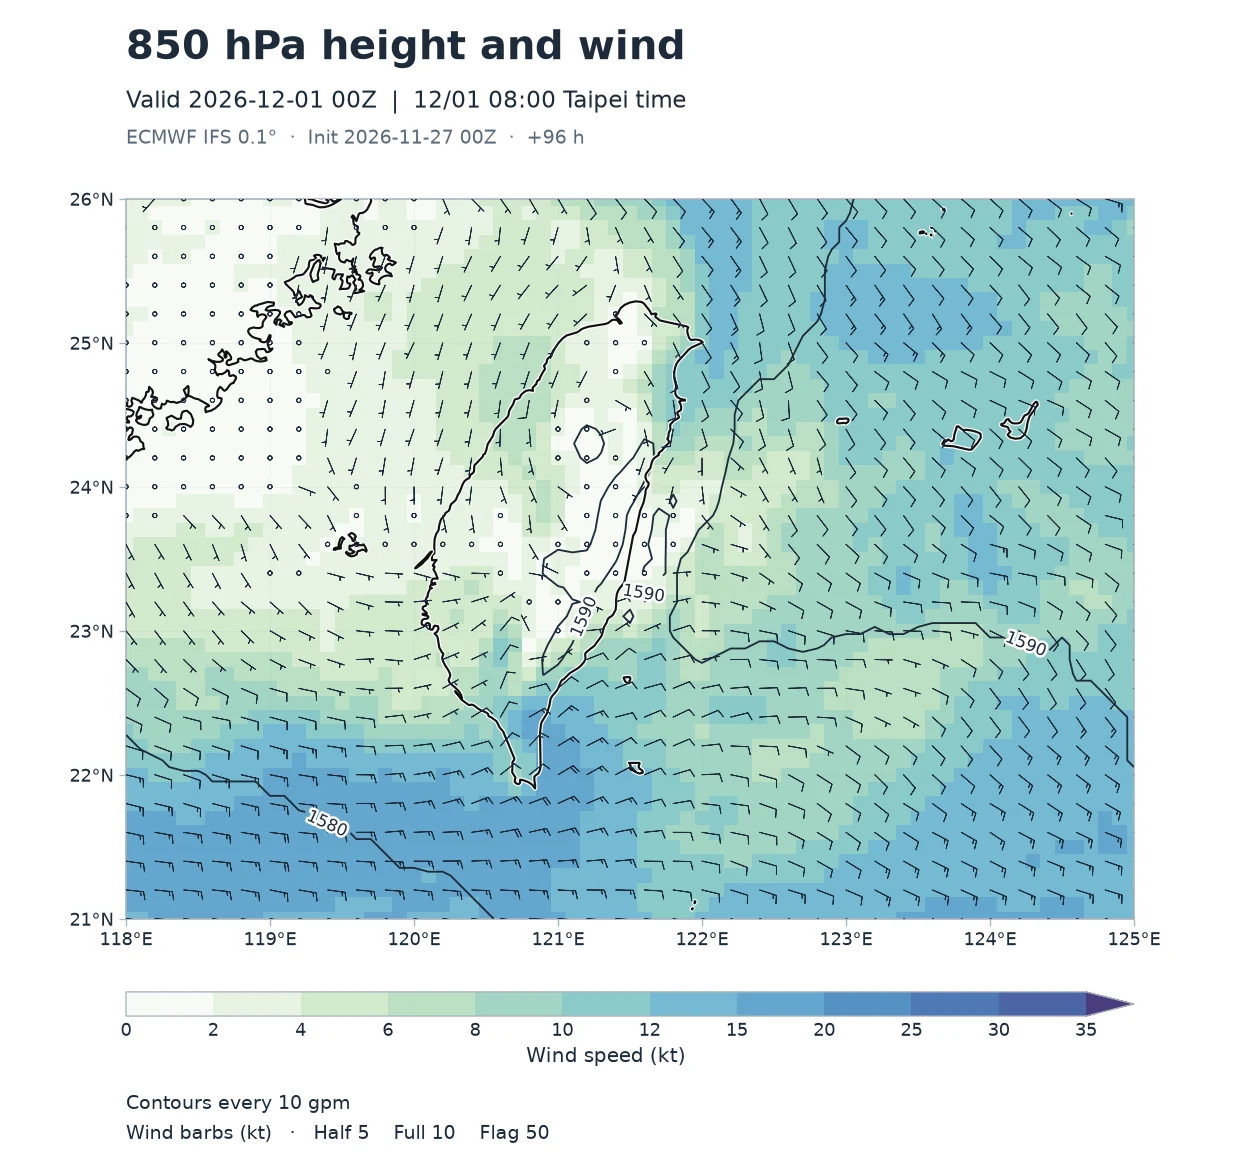 850 hPa height and wind
Valid 2026-12-01 00Z | 12/01 08:00 Taipei time
ECMWF IFS 0.1° · Init 2026-11-27 00Z · +96 h
26°N
25°N
24°N
23°N
22°N
21°N
1590
1590
1590
1580
118°E 119°E 120°E 121°E 122°E 123°E 124°E 125°E
0 2 4 6 8 10 12 15 20 25 30 35
Wind speed (kt)
Contours every 10 gpm
Wind barbs (kt) · Half 5 Full 10 Flag 50